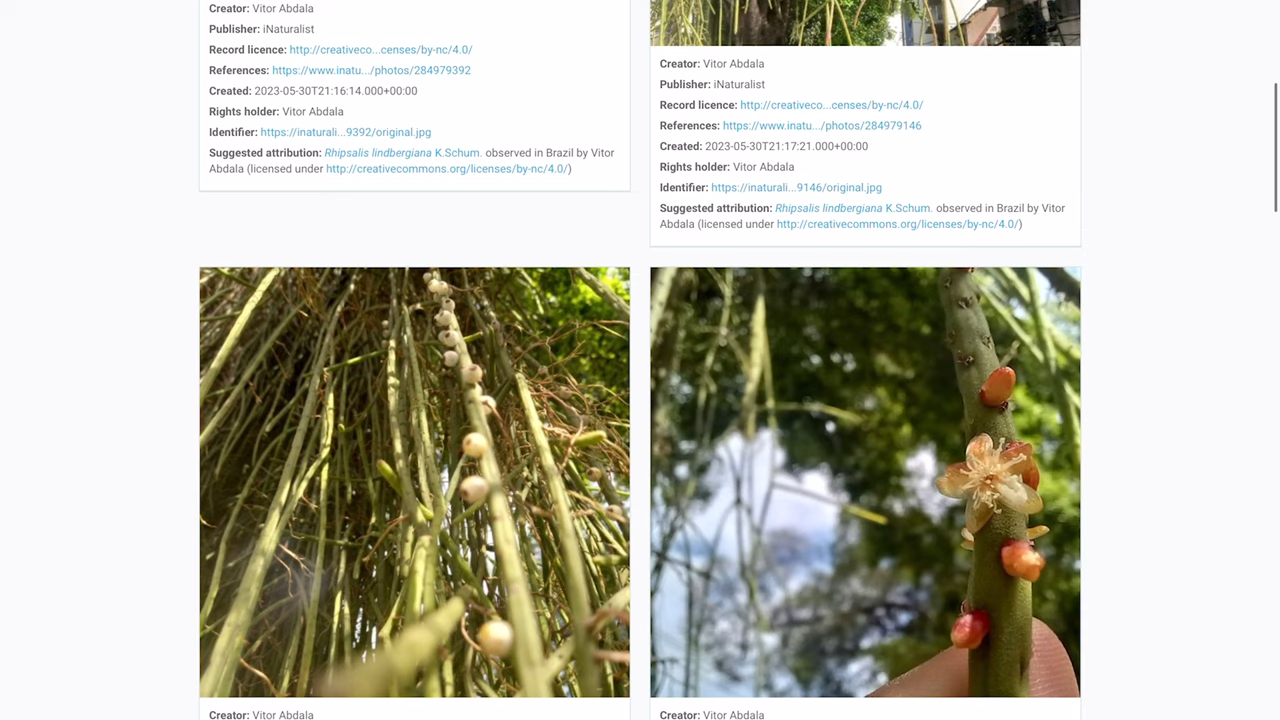 Creator: Vitor Abdala
Publisher: iNaturalist
Record licence: http://creativeco...censes/by-nc/4.0/
References: https://www.inatu.../photos/284979392
Created: 2023-05-30T21:16:14.000+00:00
Rights holder: Vitor Abdala
Identifier: https://inaturali...9392/original.jpg
Suggested attribution: Rhipsalis lindbergiana K.Schum. observed in Brazil by Vitor
Abdala (licensed under http://creativecommons.org/licenses/by-nc/4.0/)
Creator: Vitor Abdala
Publisher: iNaturalist
Record licence: http://creativeco...censes/by-nc/4.0/
References: https://www.inatu.../photos/284979146
Created: 2023-05-30T21:17:21.000+00:00
Rights holder: Vitor Abdala
Identifier: https://inaturali...9146/original.jpg
Suggested attribution: Rhipsalis lindbergiana K.Schum. observed in Brazil by Vitor
Abdala (licensed under http://creativecommons.org/licenses/by-nc/4.0/)
Creator: Vitor Abdala
Creator: Vitor Abdala